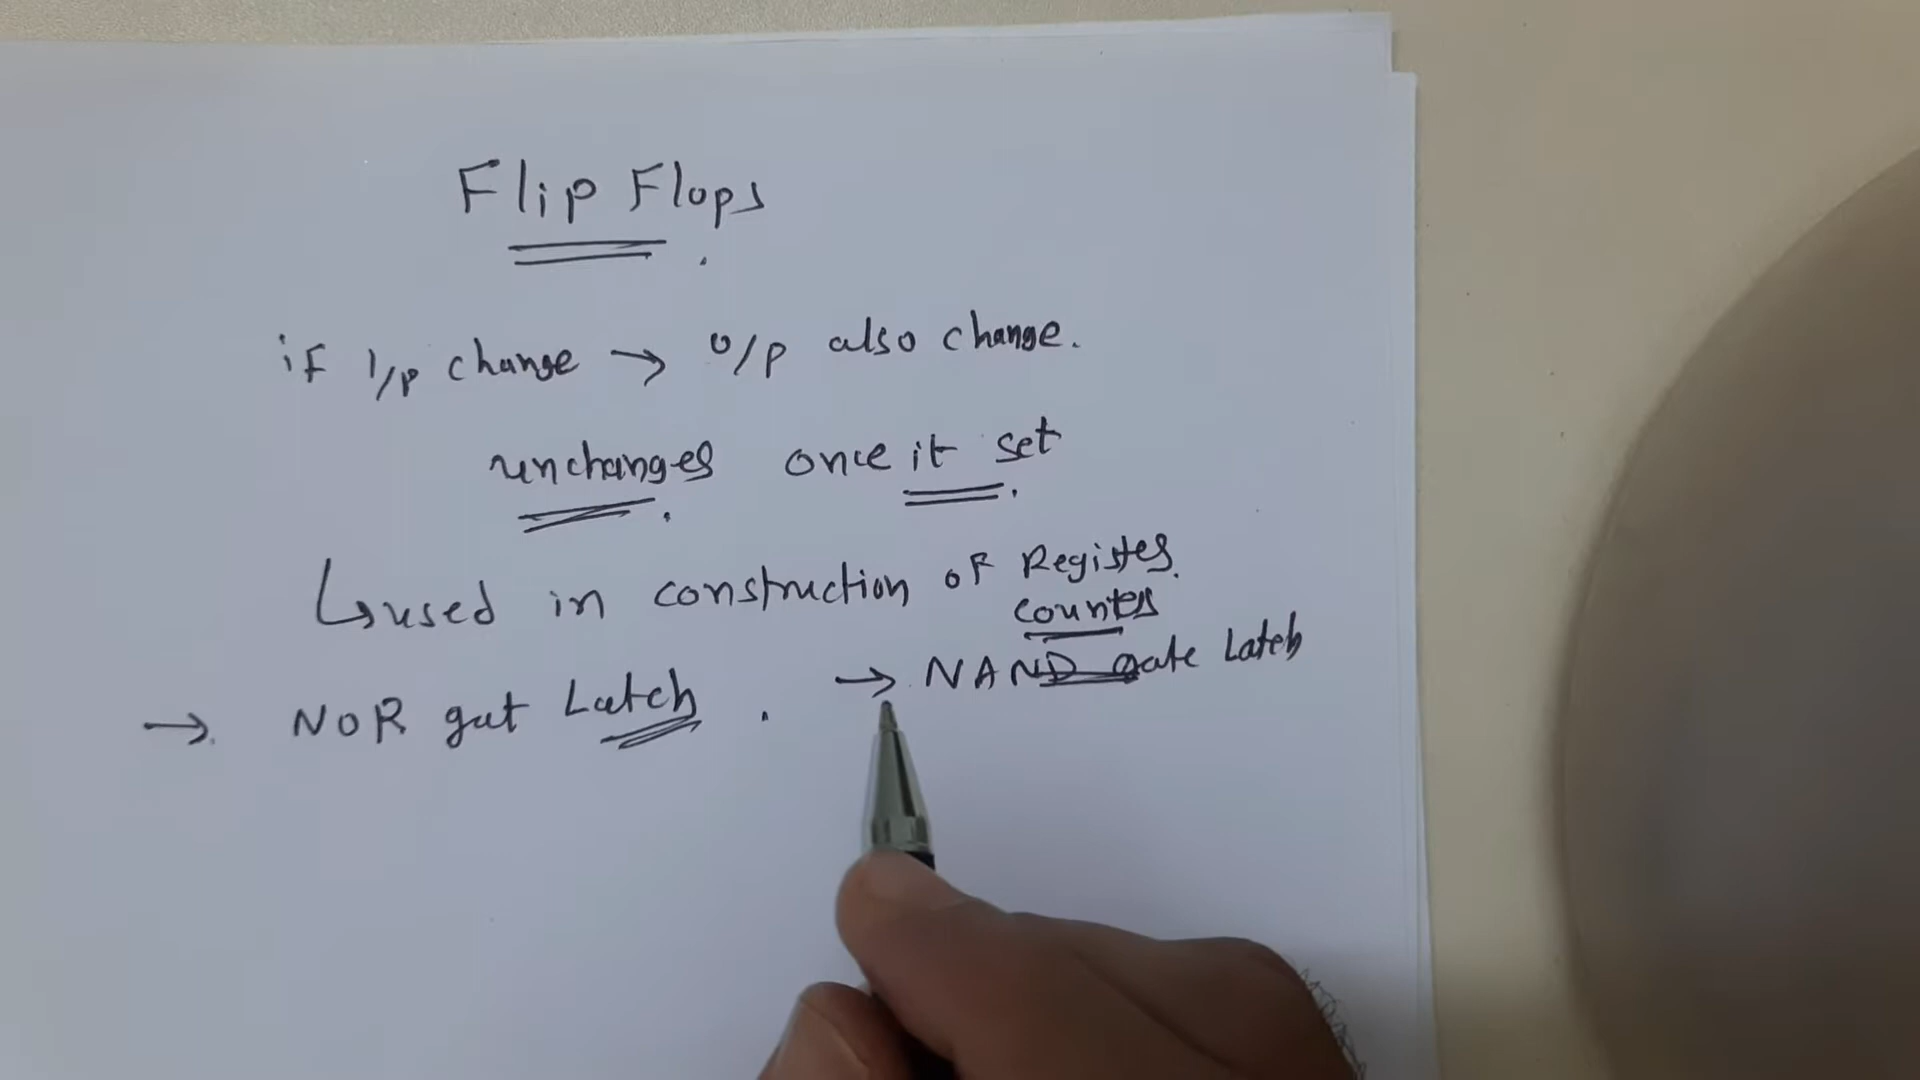 Flip Flops
if i/p change → o/p also change.
unchanges once it set
↳ used in construction of Registes.
countes
→ NOR gat Latch . → NAND gate Latch